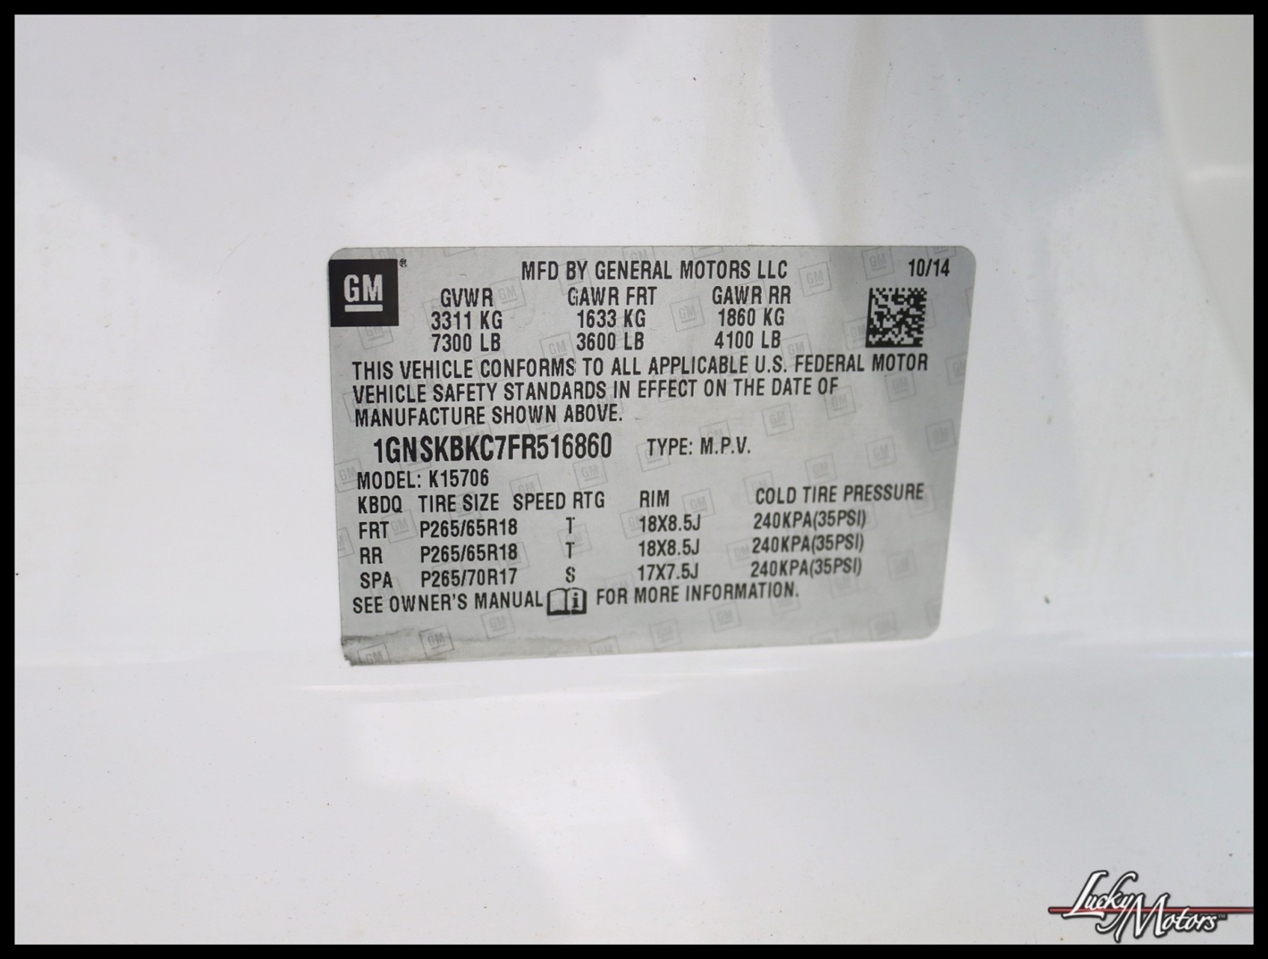 GM
MFD BY GENERAL MOTORS LLC 10/14
GVWR GAWR FRT GAWR RR
3311 KG 1633 KG 1860 KG
7300 LB 3600 LB 4100 LB
THIS VEHICLE CONFORMS TO ALL APPLICABLE U.S. FEDERAL MOTOR
VEHICLE SAFETY STANDARDS IN EFFECT ON THE DATE OF
MANUFACTURE SHOWN ABOVE.
1GNSKBKC7FR516860 TYPE: M.P.V.
MODEL: K15706
KBDQ TIRE SIZE SPEED RTG RIM COLD TIRE PRESSURE
FRT P265/65R18 T 18X8.5J 240KPA(35PSI)
RR P265/65R18 T 18X8.5J 240KPA(35PSI)
SPA P265/70R17 S 17X7.5J 240KPA(35PSI)
SEE OWNER'S MANUAL FOR MORE INFORMATION.
Lucky Motors